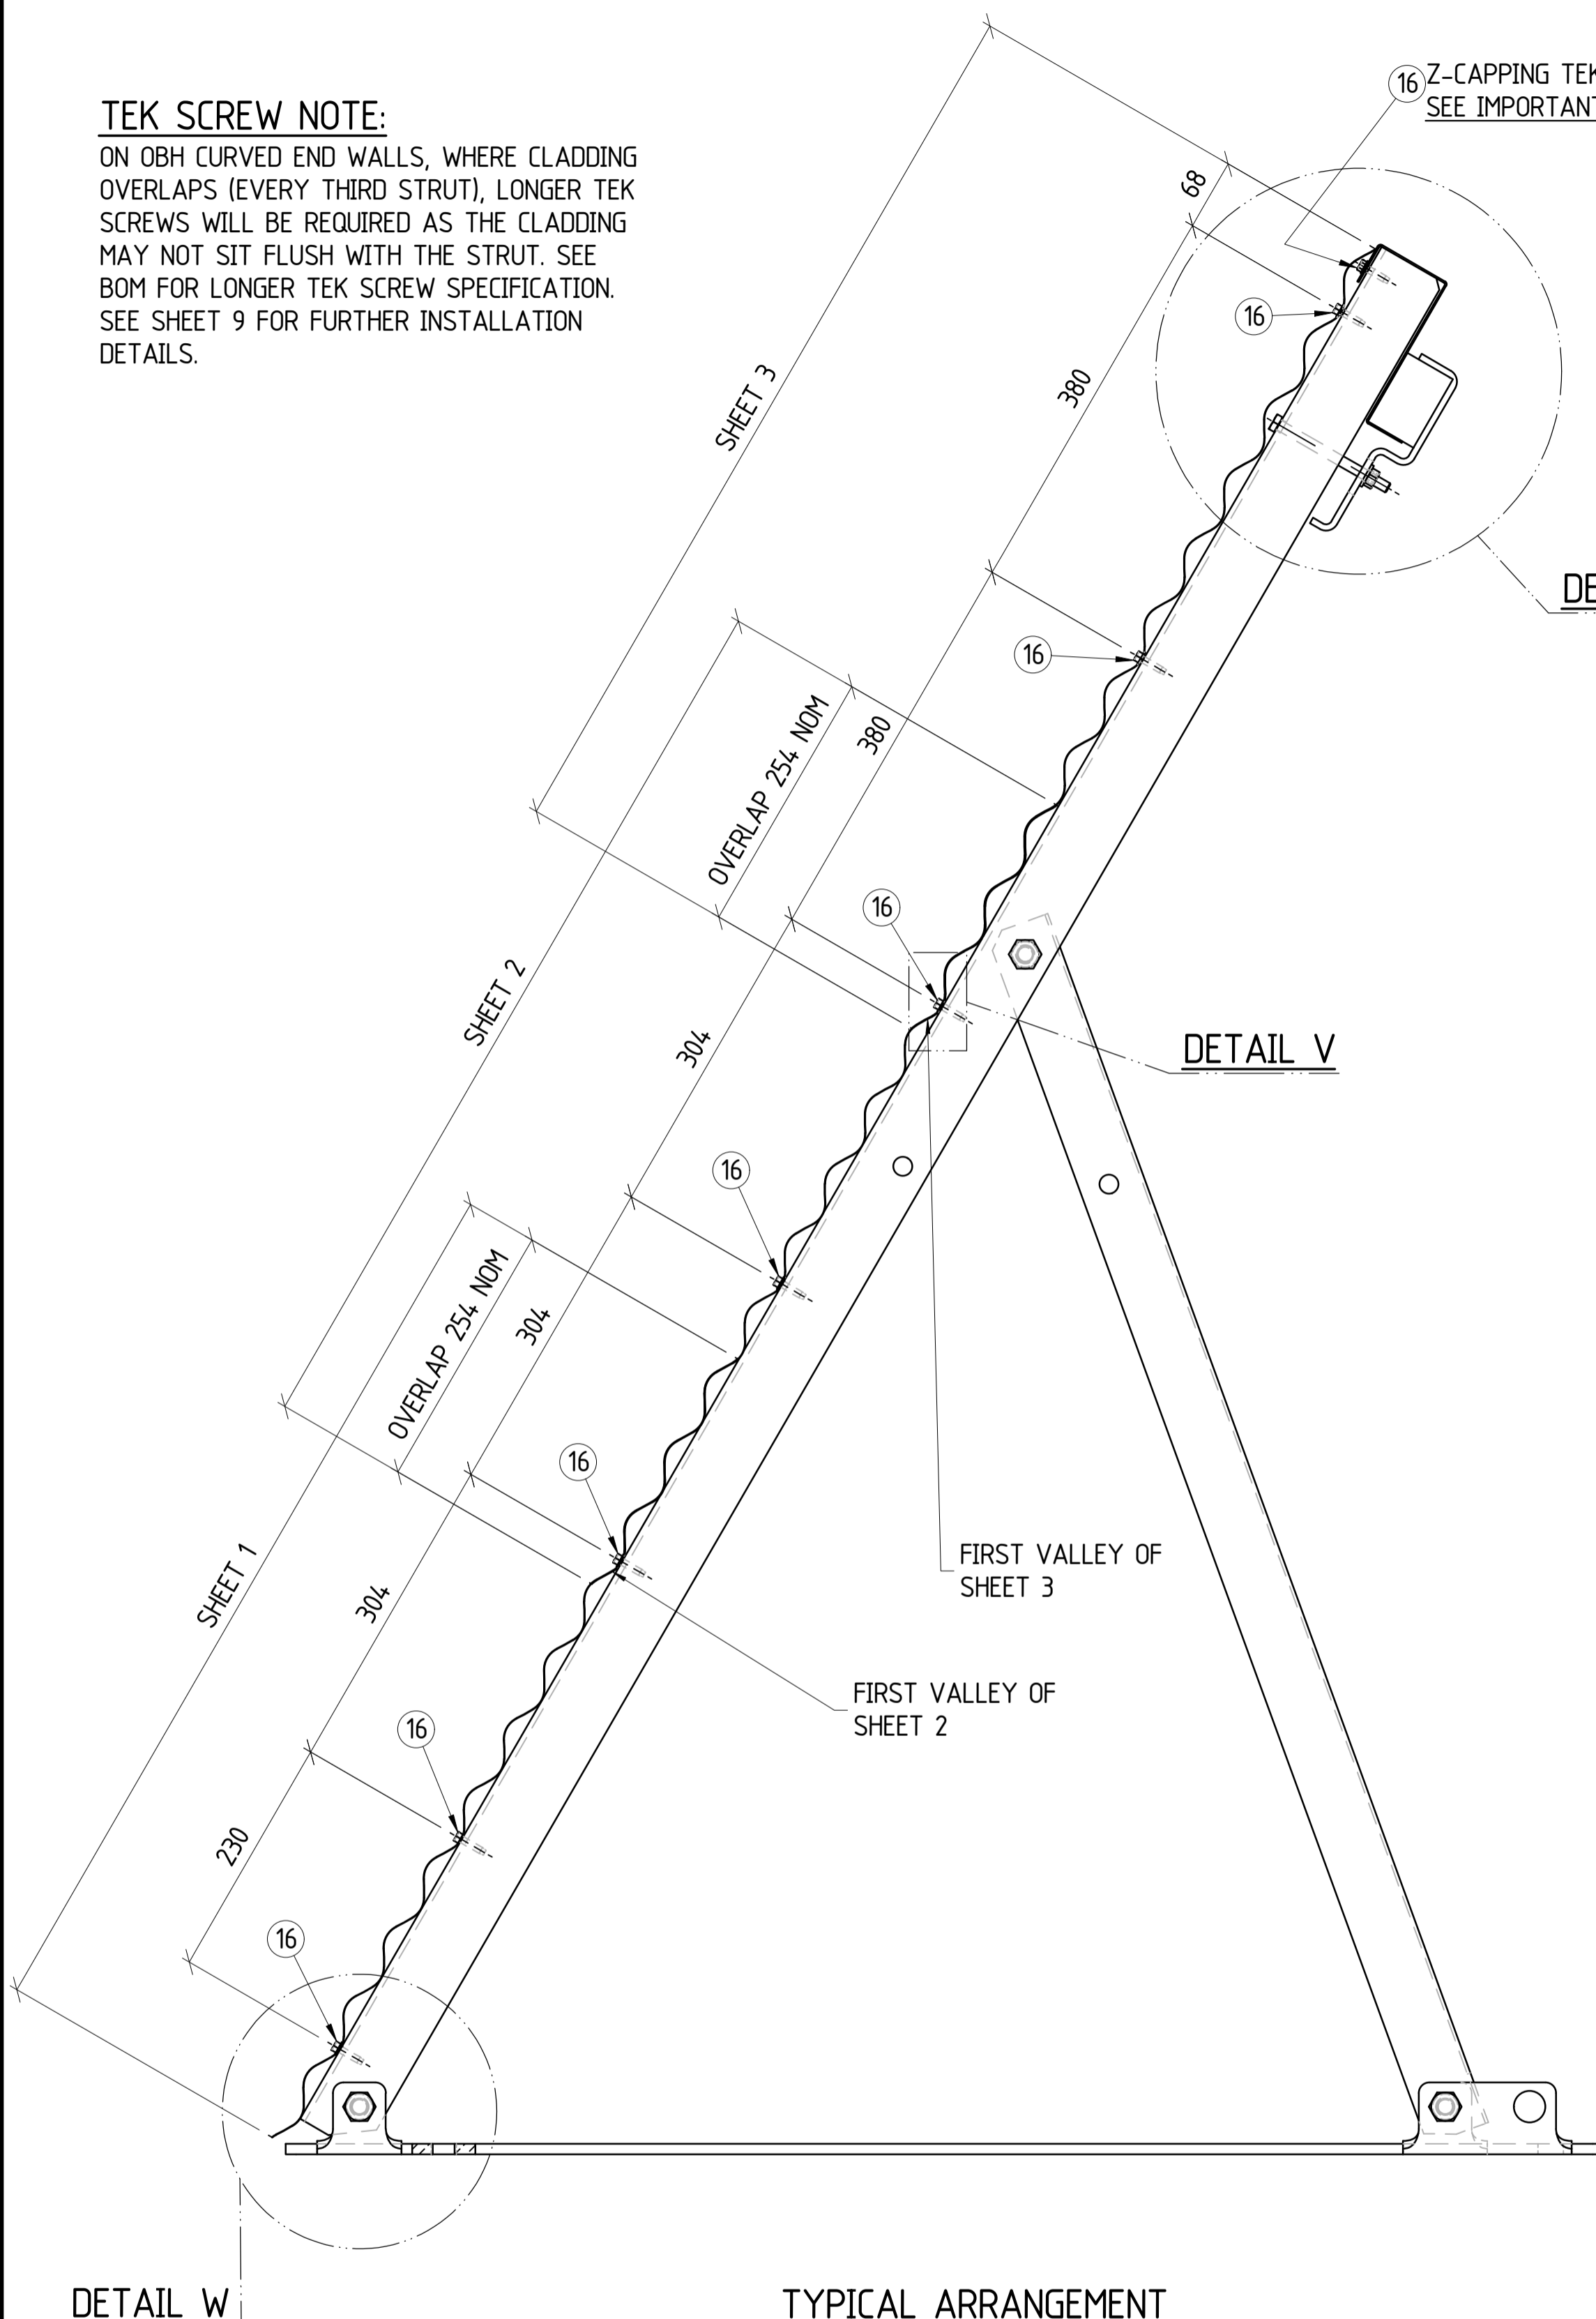 TEK SCREW NOTE:
ON OBH CURVED END WALLS, WHERE CLADDING
OVERLAPS (EVERY THIRD STRUT), LONGER TEK
SCREWS WILL BE REQUIRED AS THE CLADDING
MAY NOT SIT FLUSH WITH THE STRUT. SEE
BOM FOR LONGER TEK SCREW SPECIFICATION.
SEE SHEET 9 FOR FURTHER INSTALLATION
DETAILS.
16
Z-CAPPING TEK
SEE IMPORTANT
68
16
SHEET 3
380
DE
16
OVERLAP 254 NOM
380
16
SHEET 2
304
DETAIL V
16
OVERLAP 254 NOM
304
16
SHEET 1
304
FIRST VALLEY OF
SHEET 3
FIRST VALLEY OF
SHEET 2
16
230
16
DETAIL W
TYPICAL ARRANGEMENT